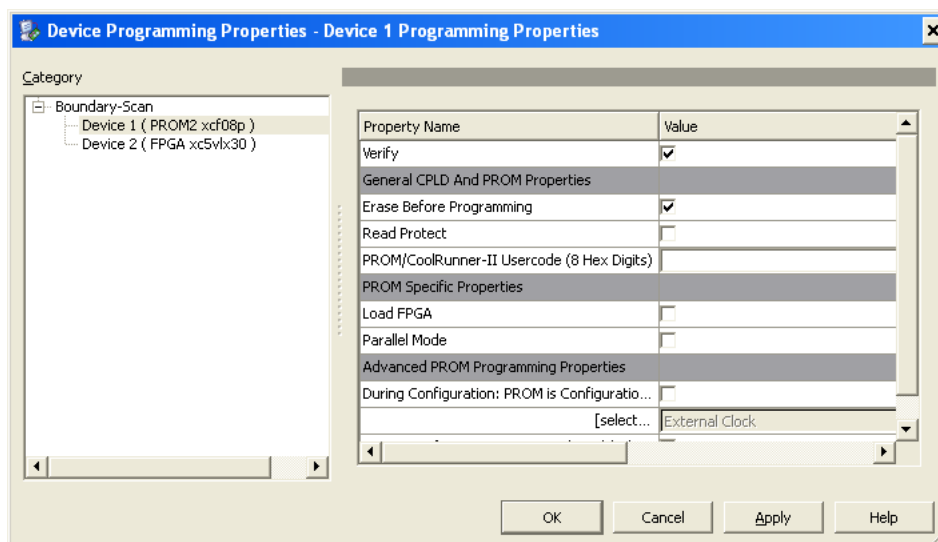 Device Programming Properties - Device 1 Programming Properties
Category
Boundary-Scan
Device 1 ( PROM2 xcf08p )
Device 2 ( FPGA xc5vlx30 )
Property Name Value
Verify
General CPLD And PROM Properties
Erase Before Programming
Read Protect
PROM/CoolRunner-II Usercode (8 Hex Digits)
PROM Specific Properties
Load FPGA
Parallel Mode
Advanced PROM Programming Properties
During Configuration: PROM is Configuratio...
[select... External Clock
OK Cancel Apply Help